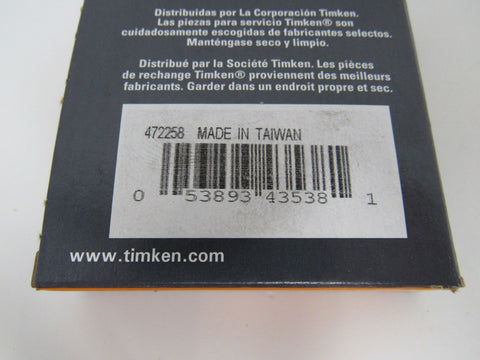 Distribuidas por La Corporación Timken.
Las piezas para servicio Timken® son
cuidadosamente escogidas de fabricantes selectos.
Manténgase seco y limpio.
Distribué par la Société Timken. Les pièces
de rechange Timken® proviennent des meilleurs
fabricants. Garder dans un endroit propre et sec.
472258 MADE IN TAIWAN
0 53893 43538 1
www.timken.com